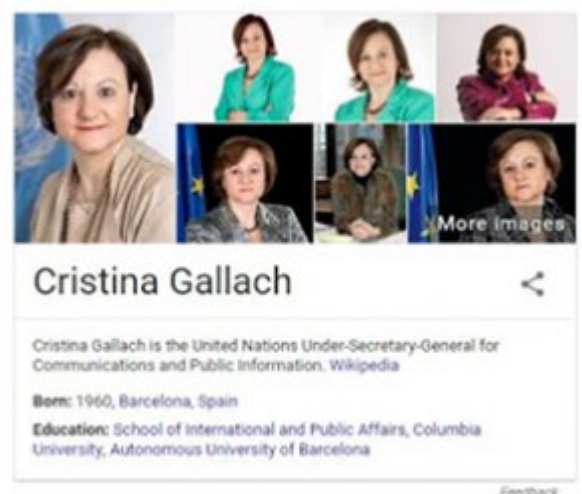 More images
Cristina Gallach
Cristina Gallach is the United Nations Under-Secretary-General for
Communications and Public Information. Wikipedia
Born: 1960, Barcelona, Spain
Education: School of International and Public Affairs, Columbia
University, Autonomous University of Barcelona
Feedback